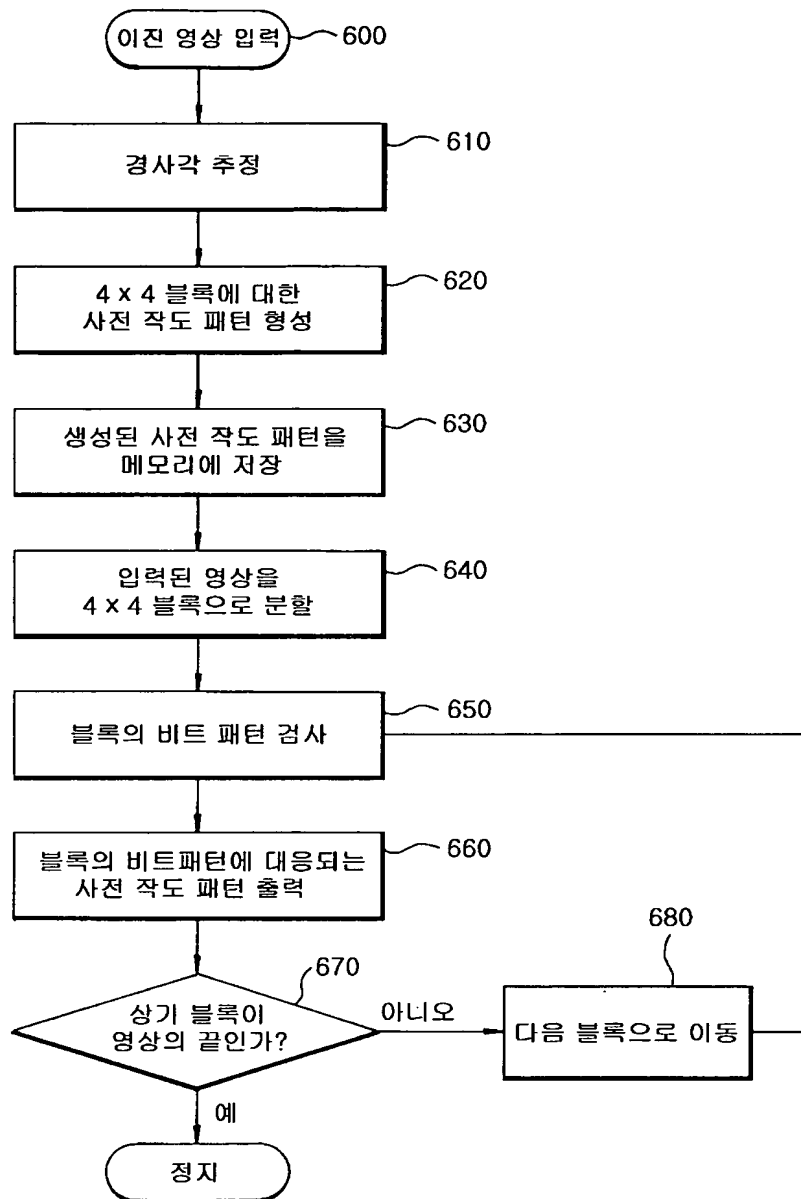 이진 영상 입력
600
경사각 추정
610
4 x 4 블록에 대한
사전 작도 패턴 형성
620
생성된 사전 작도 패턴을
메모리에 저장
630
입력된 영상을
4 x 4 블록으로 분할
640
블록의 비트 패턴 검사
650
블록의 비트패턴에 대응되는
사전 작도 패턴 출력
660
상기 블록이
영상의 끝인가?
670
아니오
680
다음 블록으로 이동
예
정지